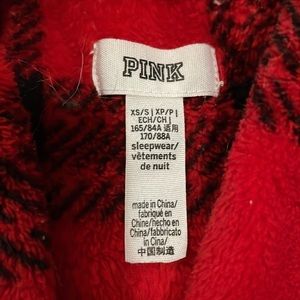 PINK
XS/S | XP/P |
ECH/CH |
165/84A 适用
170/88A
sleepwear/
vêtements
de nuit
made in China/
fabriqué en
Chine/hecho en
China/fabbricato
in Cina/
中国制造